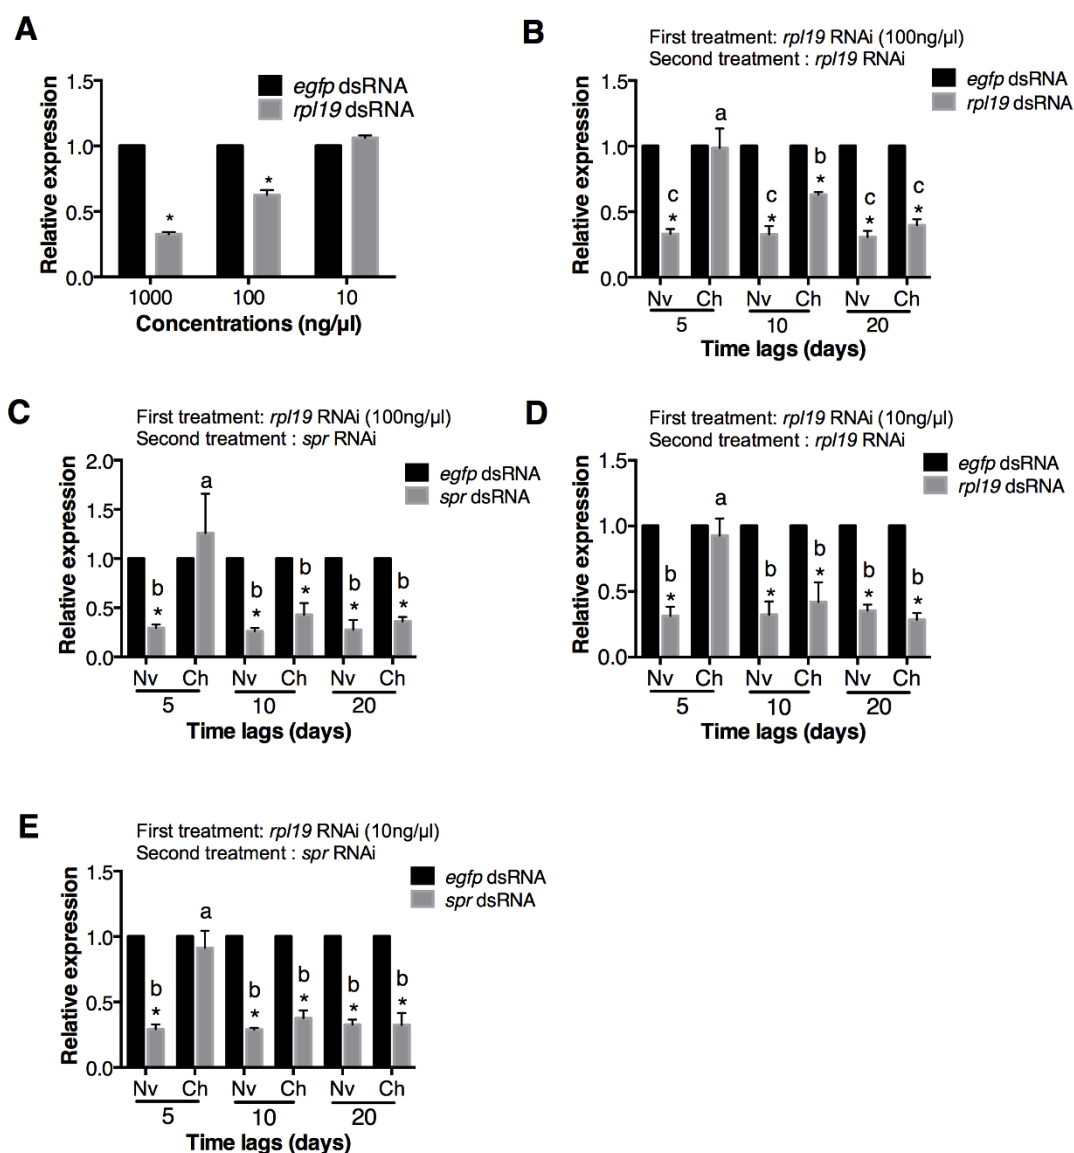 A
Relative expression
1.5
1.0
0.5
0.0
egfp dsRNA
rpl19 dsRNA
*
*
1000 100 10
Concentrations (ng/µl)
B
First treatment: rpl19 RNAi (100ng/µl)
Second treatment : rpl19 RNAi
Relative expression
1.5
1.0
0.5
0.0
egfp dsRNA
rpl19 dsRNA
c a c b c c
* * * * *
Nv Ch Nv Ch Nv Ch
5 10 20
Time lags (days)
C
First treatment: rpl19 RNAi (100ng/µl)
Second treatment : spr RNAi
Relative expression
2.0
1.5
1.0
0.5
0.0
egfp dsRNA
spr dsRNA
b a b b b b
* * * * *
Nv Ch Nv Ch Nv Ch
5 10 20
Time lags (days)
D
First treatment: rpl19 RNAi (10ng/µl)
Second treatment : rpl19 RNAi
Relative expression
1.5
1.0
0.5
0.0
egfp dsRNA
rpl19 dsRNA
b a b b b b
* * * * *
Nv Ch Nv Ch Nv Ch
5 10 20
Time lags (days)
E
First treatment: rpl19 RNAi (10ng/µl)
Second treatment : spr RNAi
Relative expression
1.5
1.0
0.5
0.0
egfp dsRNA
spr dsRNA
b a b b b b
* * * * *
Nv Ch Nv Ch Nv Ch
5 10 20
Time lags (days)